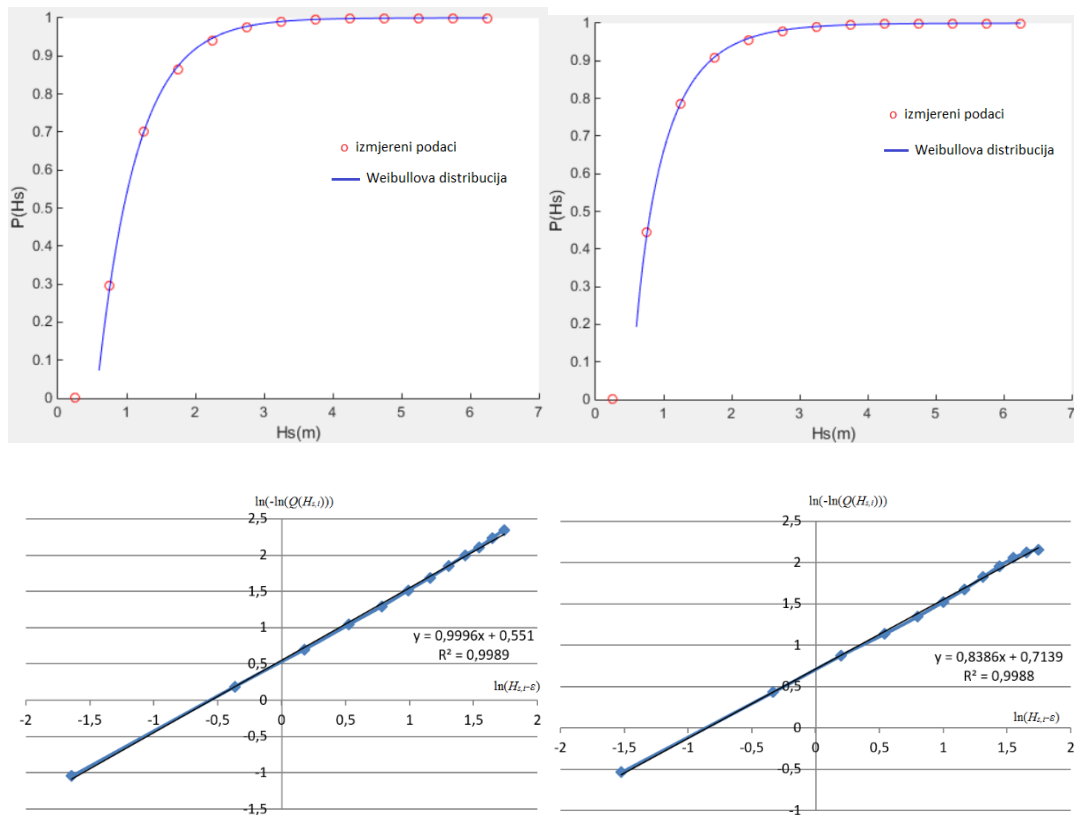 1
0.9
0.8
0.7
0.6
0.5
0.4
0.3
0.2
0.1
0
P(Hs)
izmjereni podaci
Weibullova distribucija
0 1 2 3 4 5 6 7
Hs(m)
1
0.9
0.8
0.7
0.6
0.5
0.4
0.3
0.2
0.1
0
P(Hs)
izmjereni podaci
Weibullova distribucija
0 1 2 3 4 5 6 7
Hs(m)
ln(-ln(Q(Hs,i)))
2,5
2
1,5
1
0,5
0
-0,5
-1
-1,5
y = 0,9996x + 0,551
R² = 0,9989
ln(Hs,i-ε)
-2 -1,5 -1 -0,5 0 0,5 1 1,5 2
ln(-ln(Q(Hs,i)))
2,5
2
1,5
1
0,5
0
-0,5
-1
y = 0,8386x + 0,7139
R² = 0,9988
ln(Hs,i-ε)
-2 -1,5 -1 -0,5 0 0,5 1 1,5 2